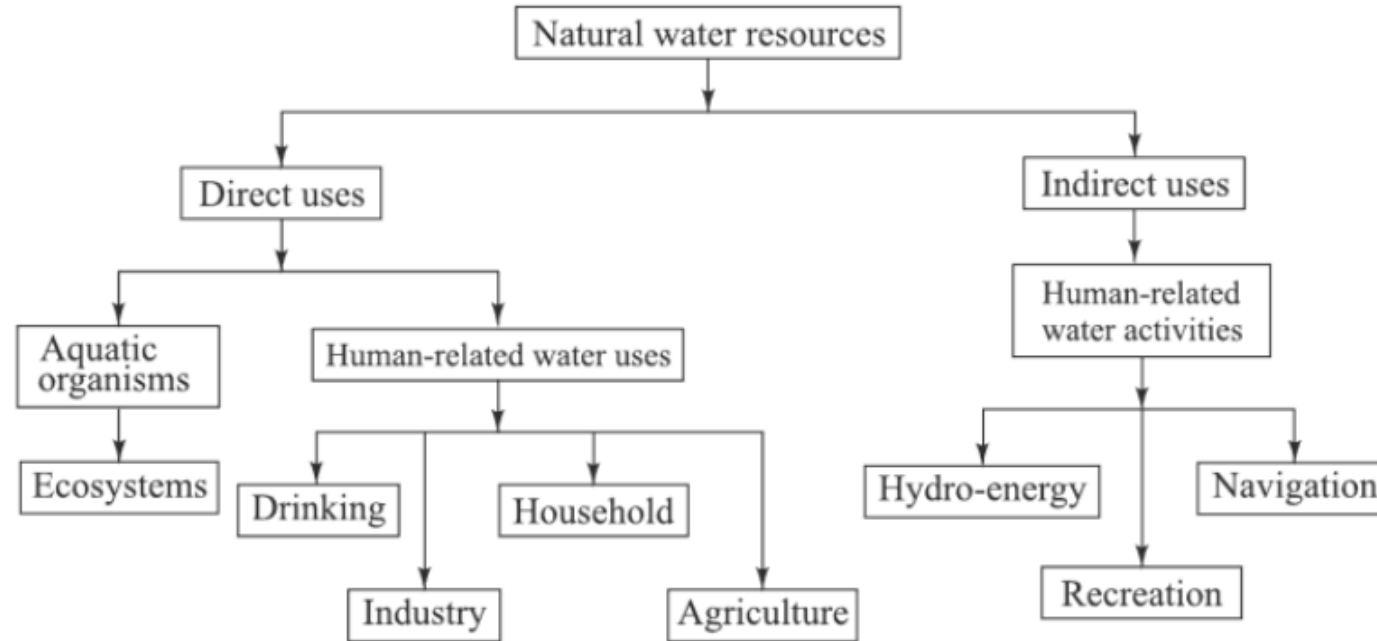 Natural water resources
Direct uses
Indirect uses
Aquatic
organisms
Human-related water uses
Human-related
water activities
Ecosystems
Drinking
Household
Industry
Agriculture
Hydro-energy
Navigation
Recreation